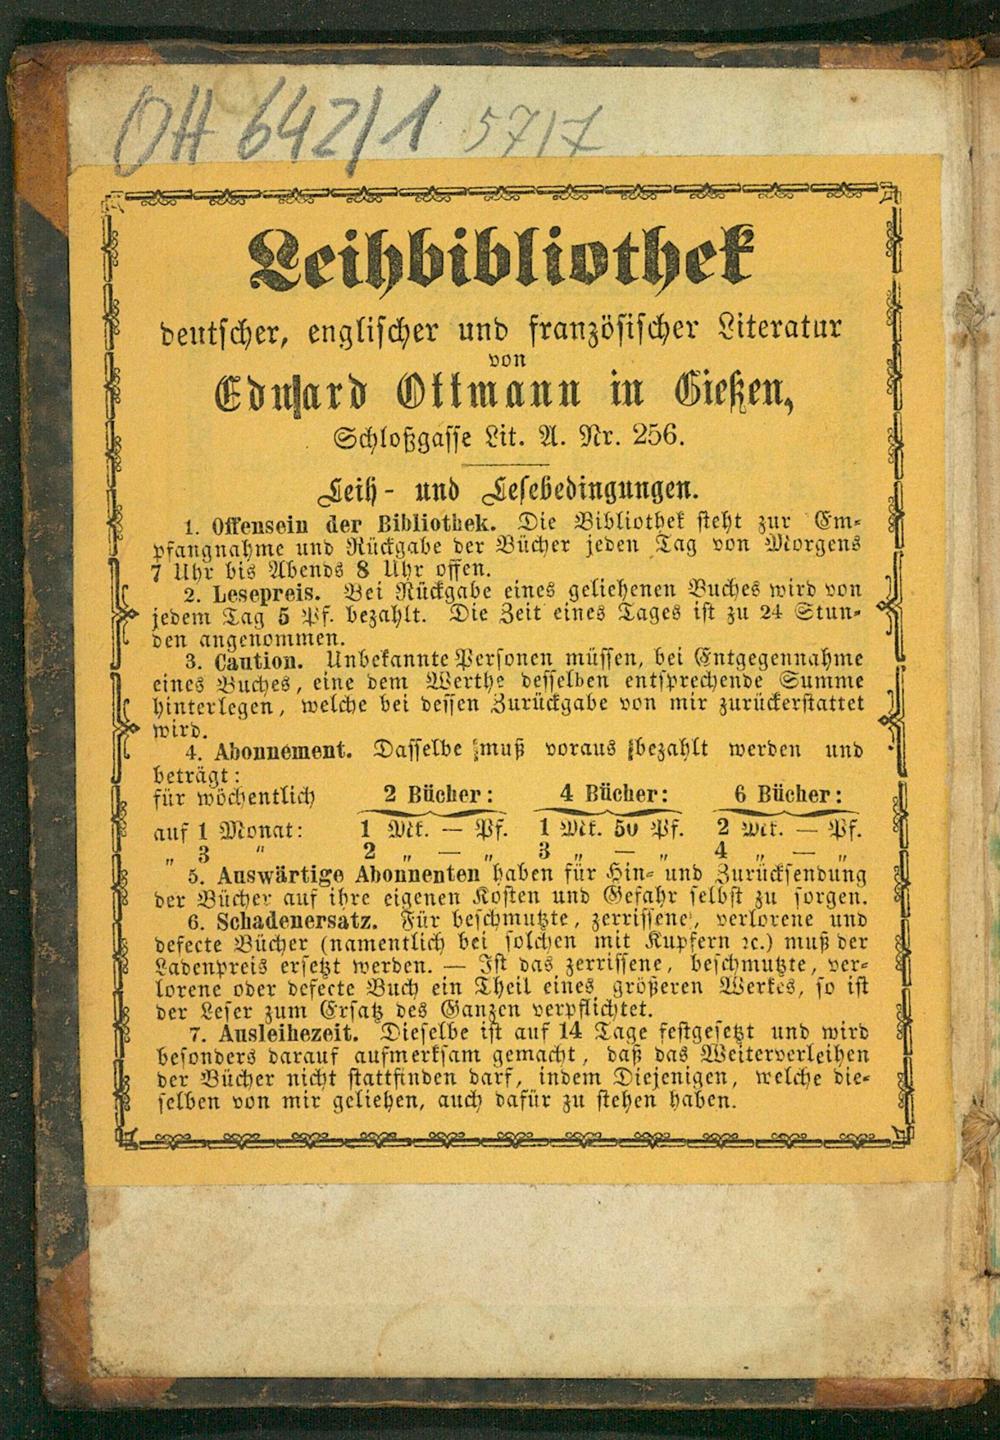 OH 642/1 5717
Leihbibliothek
deutscher, englischer und französischer Literatur
von
Eduard Ottmann in Gießen,
Schloßgasse Lit. A. Nr. 256.
Leih- und Lesebedingungen.
1. Offensein der Bibliothek. Die Bibliothek steht zur Em-
pfangnahme und Rückgabe der Bücher jeden Tag von Morgens
7 Uhr bis Abends 8 Uhr offen.
2. Lesepreis. Bei Rückgabe eines geliehenen Buches wird von
jedem Tag 5 Pf. bezahlt. Die Zeit eines Tages ist zu 24 Stun-
den angenommen.
3. Caution. Unbekannte Personen müssen, bei Entgegennahme
eines Buches, eine dem Werthe desselben entsprechende Summe
hinterlegen, welche bei dessen Zurückgabe von mir zurückerstattet
wird.
4. Abonnement. Dasselbe muß voraus bezahlt werden und
beträgt:
für wöchentlich 2 Bücher: 4 Bücher: 6 Bücher:
auf 1 Monat: 1 Mk. — Pf. 1 Mk. 50 Pf. 2 Mk. — Pf.
„ 3 „ 2 „ — „ 3 „ — „ 4 „ — „
5. Auswärtige Abonnenten haben für Hin- und Zurücksendung
der Bücher auf ihre eigenen Kosten und Gefahr selbst zu sorgen.
6. Schadenersatz. Für beschmutzte, zerrissene, verlorene und
defecte Bücher (namentlich bei solchen mit Kupfern ꝛc.) muß der
Ladenpreis ersetzt werden. — Ist das zerrissene, beschmutzte, ver-
lorene oder defecte Buch ein Theil eines größeren Werkes, so ist
der Leser zum Ersatz des Ganzen verpflichtet.
7. Ausleihezeit. Dieselbe ist auf 14 Tage festgesetzt und wird
besonders darauf aufmerksam gemacht, daß das Weiterverleihen
der Bücher nicht stattfinden darf, indem Diejenigen, welche die-
selben von mir geliehen, auch dafür zu stehen haben.